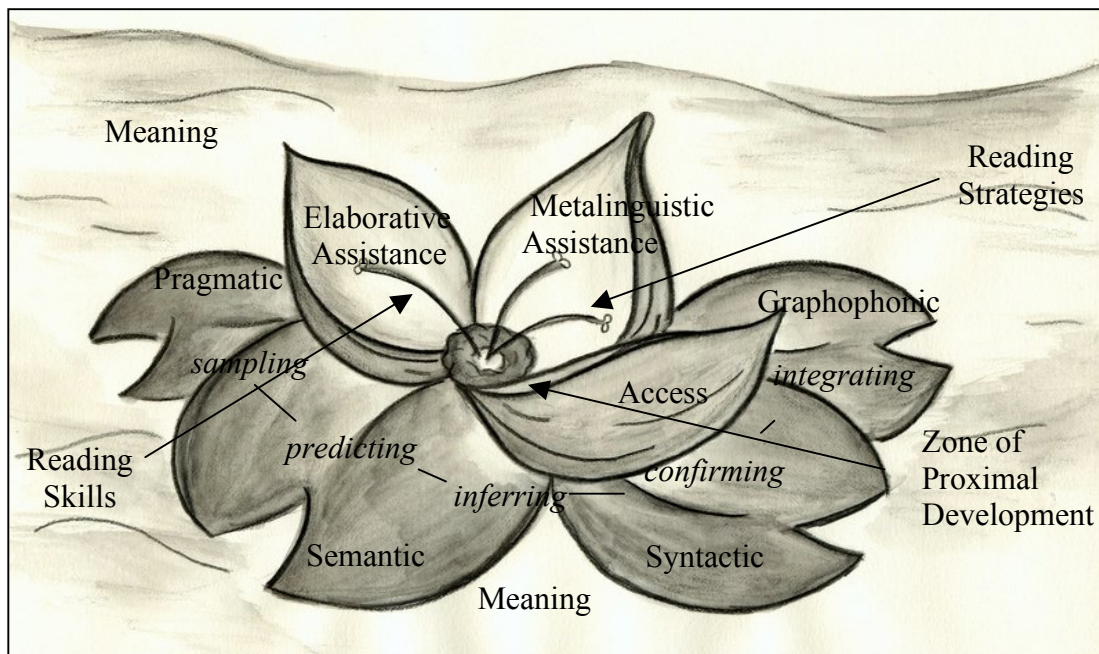 Meaning
Reading
Strategies
Elaborative
Assistance
Metalinguistic
Assistance
Pragmatic
Graphophonic
sampling
integrating
Access
predicting
confirming
inferring
Reading
Skills
Zone of
Proximal
Development
Semantic
Syntactic
Meaning